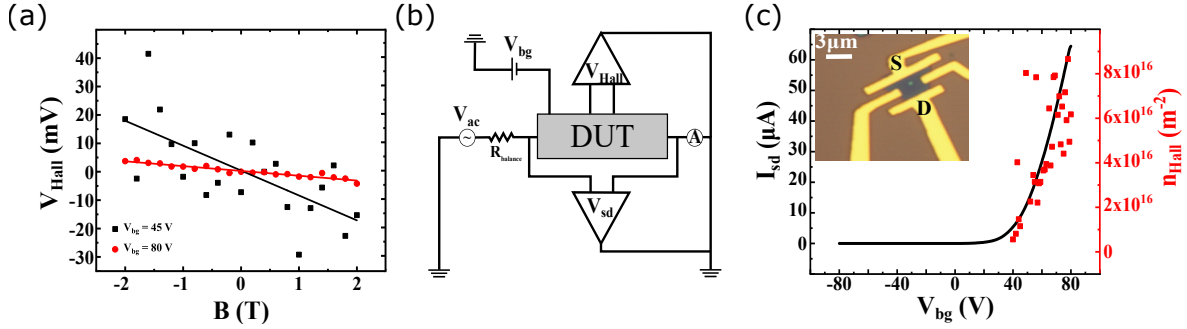 (a)
V_Hall (mV)
40
30
20
10
0
-10
-20
-30
V_bg = 45 V
V_bg = 80 V
-2
-1
0
1
2
B (T)
(b)
V_bg
V_Hall
V_ac
R_balance
DUT
A
V_sd
(c)
I_sd (μA)
60
50
40
30
20
10
0
3μm
S
D
-80
-40
0
40
80
V_bg (V)
8x10^16
6x10^16
4x10^16
2x10^16
0
n_Hall (m^-2)